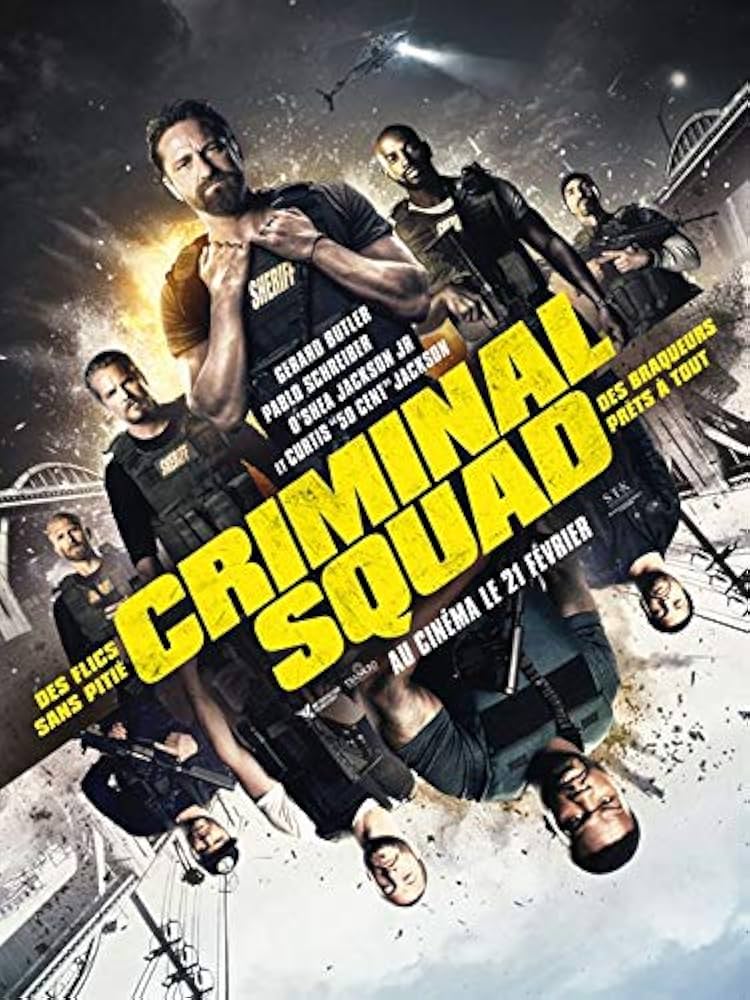 SHERIFF
SHERIFF
GERARD BUTLER
PABLO SCHREIBER
O'SHEA JACKSON JR
ET CURTIS "50 CENT" JACKSON
CRIMINAL
SQUAD
DES BRAQUEURS
PRÊTS À TOUT
DES FLICS
SANS PITIÉ
AU CINÉMA LE 21 FÉVRIER